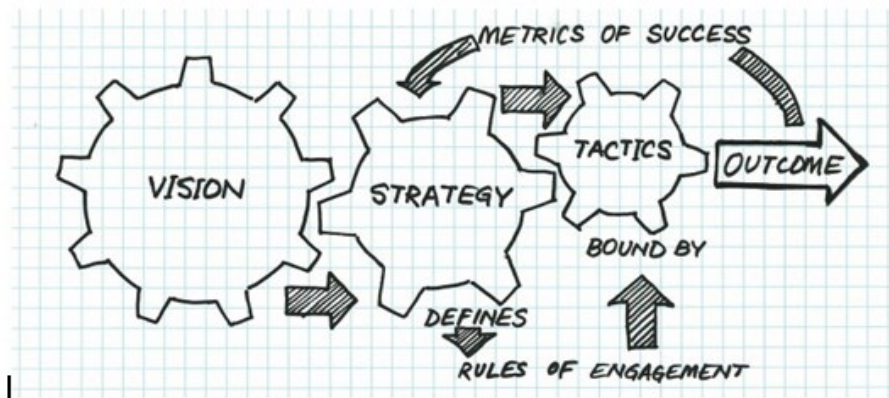 METRICS OF SUCCESS
VISION
STRATEGY
TACTICS
OUTCOME
BOUND BY
DEFINES
RULES OF ENGAGEMENT